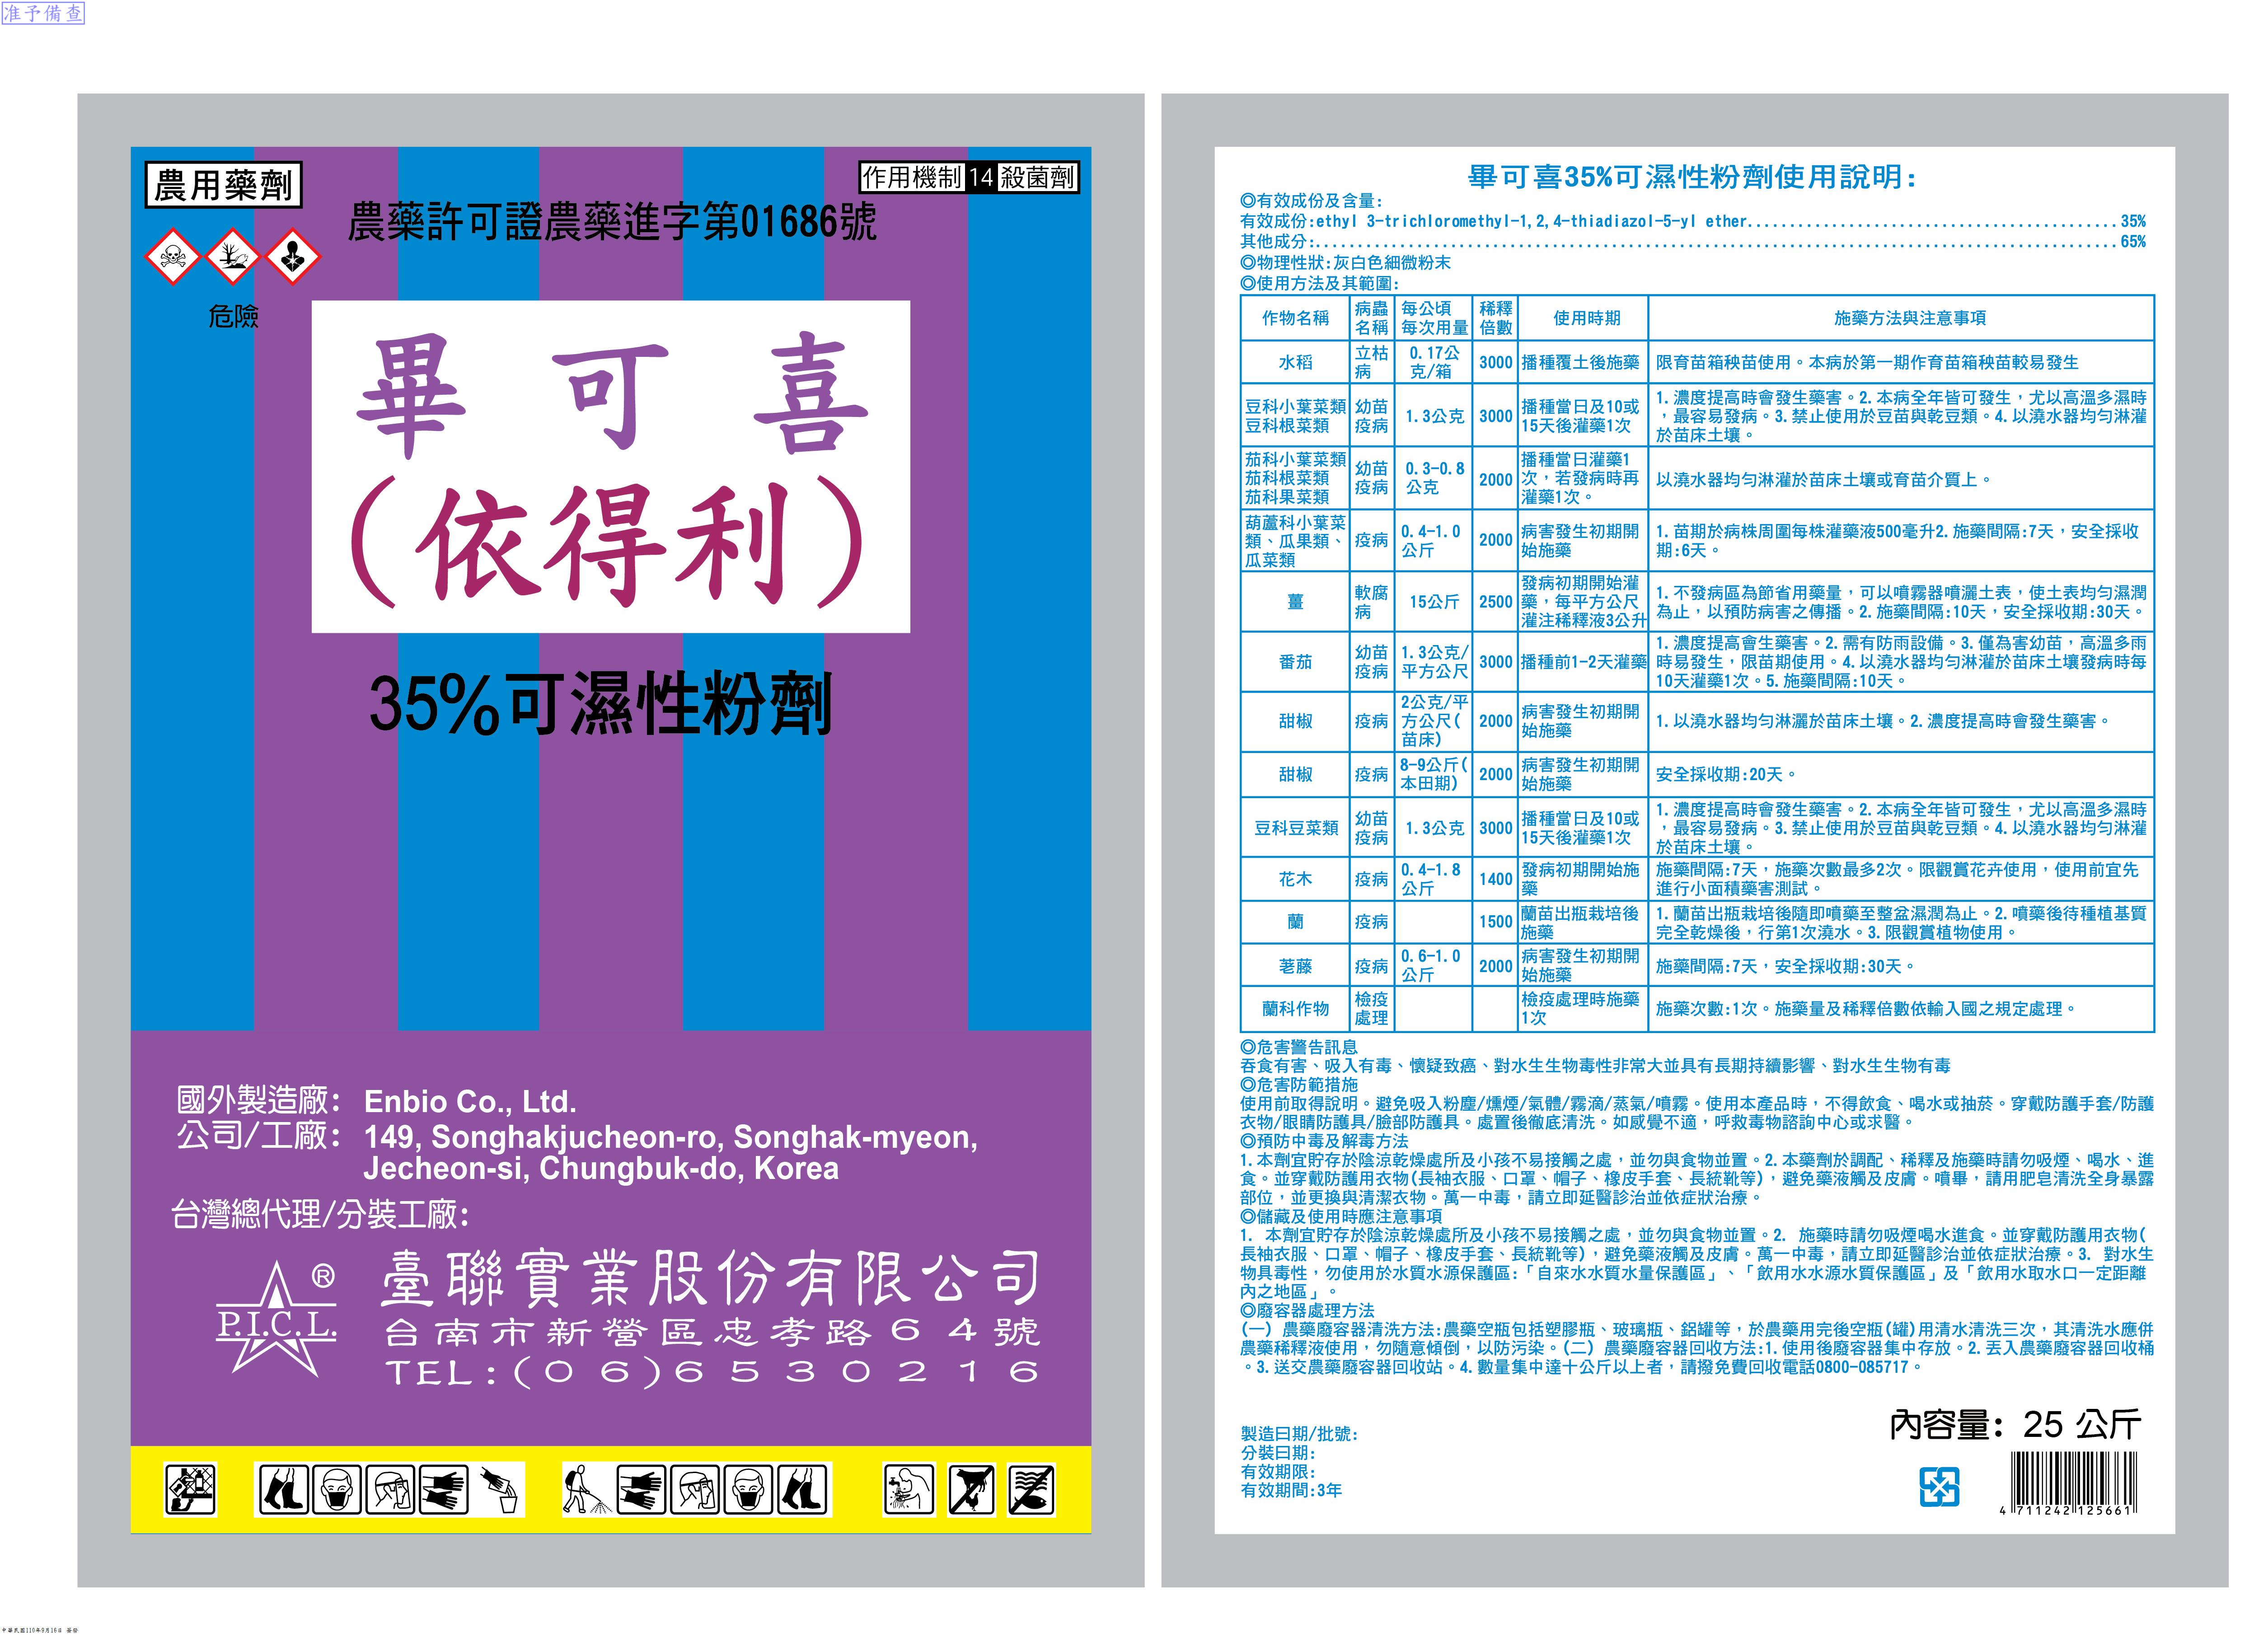 准予備查
農用藥劑
作用機制 14 殺菌劑
農藥許可證農藥進字第01686號
危險
畢可喜
(依得利)
35%可濕性粉劑
國外製造廠： Enbio Co., Ltd.
公司/工廠： 149, Songhakjucheon-ro, Songhak-myeon,
Jecheon-si, Chungbuk-do, Korea
台灣總代理/分裝工廠：
®
P.I.C.L.
臺聯實業股份有限公司
台南市新營區忠孝路64號
TEL:(06)6530216
畢可喜35%可濕性粉劑使用說明：
◎有效成份及含量：
有效成份:ethyl 3-trichloromethyl-1,2,4-thiadiazol-5-yl ether............................................35%
其他成分:................................................................................................65%
◎物理性狀:灰白色細微粉末
◎使用方法及其範圍：
作物名稱 病蟲名稱 每公頃每次用量 稀釋倍數 使用時期 施藥方法與注意事項
水稻 立枯病 0.17公克/箱 3000 播種覆土後施藥 限育苗箱秧苗使用。本病於第一期作育苗箱秧苗較易發生
豆科小葉菜類豆科根菜類 幼苗疫病 1.3公克 3000 播種當日及10或15天後灌藥1次 1.濃度提高時會發生藥害。2.本病全年皆可發生，尤以高溫多濕時，最容易發病。3.禁止使用於豆苗與乾豆類。4.以澆水器均勻淋灌於苗床土壤。
茄科小葉菜類茄科根菜類茄科果菜類 幼苗疫病 0.3-0.8公克 2000 播種當日灌藥1次，若發病時再灌藥1次。 以澆水器均勻淋灌於苗床土壤或育苗介質上。
葫蘆科小葉菜類、瓜果類、瓜菜類 疫病 0.4-1.0公斤 2000 病害發生初期開始施藥 1.苗期於病株周圍每株灌藥液500毫升2.施藥間隔:7天，安全採收期:6天。
薑 軟腐病 15公斤 2500 發病初期開始灌藥，每平方公尺灌注稀釋液3公升 1.不發病區為節省用藥量，可以噴霧器噴灑土表，使土表均勻濕潤為止，以預防病害之傳播。2.施藥間隔:10天，安全採收期:30天。
番茄 幼苗疫病 1.3公克/平方公尺 3000 播種前1-2天灌藥 1.濃度提高會生藥害。2.需有防雨設備。3.僅為害幼苗，高溫多雨時易發生，限苗期使用。4.以澆水器均勻淋灌於苗床土壤發病時每10天灌藥1次。5.施藥間隔:10天。
甜椒 疫病 2公克/平方公尺(苗床) 2000 病害發生初期開始施藥 1.以澆水器均勻淋灑於苗床土壤。2.濃度提高時會發生藥害。
甜椒 疫病 8-9公斤(本田期) 2000 病害發生初期開始施藥 安全採收期:20天。
豆科豆菜類 幼苗疫病 1.3公克 3000 播種當日及10或15天後灌藥1次 1.濃度提高時會發生藥害。2.本病全年皆可發生，尤以高溫多濕時，最容易發病。3.禁止使用於豆苗與乾豆類。4.以澆水器均勻淋灌於苗床土壤。
花木 疫病 0.4-1.8公斤 1400 發病初期開始施藥 施藥間隔:7天，施藥次數最多2次。限觀賞花卉使用，使用前宜先進行小面積藥害測試。
蘭 疫病 1500 蘭苗出瓶栽培後施藥 1.蘭苗出瓶栽培後隨即噴藥至整盆濕潤為止。2.噴藥後待種植基質完全乾燥後，行第1次澆水。3.限觀賞植物使用。
荖藤 疫病 0.6-1.0公斤 2000 病害發生初期開始施藥 施藥間隔:7天，安全採收期:30天。
蘭科作物 檢疫處理 檢疫處理時施藥1次 施藥次數:1次。施藥量及稀釋倍數依輸入國之規定處理。
◎危害警告訊息
吞食有害、吸入有毒、懷疑致癌、對水生生物毒性非常大並具有長期持續影響、對水生生物有毒
◎危害防範措施
使用前取得說明。避免吸入粉塵/燻煙/氣體/霧滴/蒸氣/噴霧。使用本產品時，不得飲食、喝水或抽菸。穿戴防護手套/防護
衣物/眼睛防護具/臉部防護具。處置後徹底清洗。如感覺不適，呼救毒物諮詢中心或求醫。
◎預防中毒及解毒方法
1.本劑宜貯存於陰涼乾燥處所及小孩不易接觸之處，並勿與食物並置。2.本藥劑於調配、稀釋及施藥時請勿吸煙、喝水、進
食。並穿戴防護用衣物(長袖衣服、口罩、帽子、橡皮手套、長統靴等)，避免藥液觸及皮膚。噴畢，請用肥皂清洗全身暴露
部位，並更換與清潔衣物。萬一中毒，請立即延醫診治並依症狀治療。
◎儲藏及使用時應注意事項
1. 本劑宜貯存於陰涼乾燥處所及小孩不易接觸之處，並勿與食物並置。2. 施藥時請勿吸煙喝水進食。並穿戴防護用衣物(
長袖衣服、口罩、帽子、橡皮手套、長統靴等)，避免藥液觸及皮膚。萬一中毒，請立即延醫診治並依症狀治療。3. 對水生
物具毒性，勿使用於水質水源保護區:「自來水水質水量保護區」、「飲用水水源水質保護區」及「飲用水取水口一定距離
內之地區」。
◎廢容器處理方法
(一) 農藥廢容器清洗方法:農藥空瓶包括塑膠瓶、玻璃瓶、鋁罐等，於農藥用完後空瓶(罐)用清水清洗三次，其清洗水應併
農藥稀釋液使用，勿隨意傾倒，以防污染。(二) 農藥廢容器回收方法:1.使用後廢容器集中存放。2.丟入農藥廢容器回收桶
。3.送交農藥廢容器回收站。4.數量集中達十公斤以上者，請撥免費回收電話0800-085717。
內容量： 25 公斤
製造日期/批號：
分裝日期：
有效期限：
有效期間:3年
4 711242 125661
中華民國110年9月16日 簽發